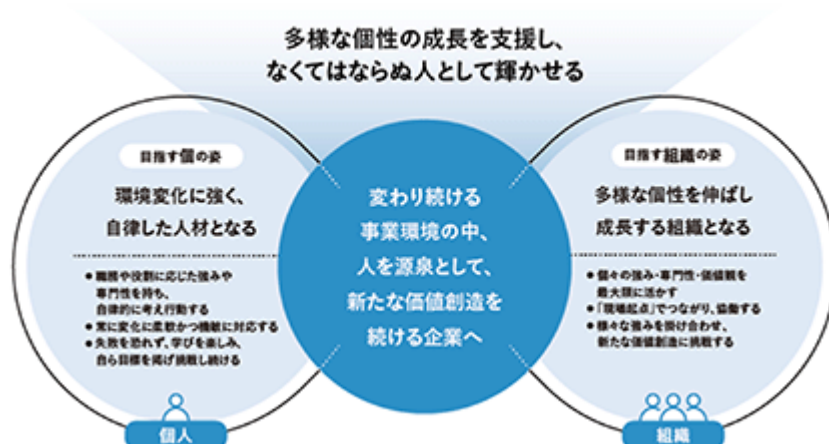 多様な個性の成長を支援し、
なくてはならぬ人として輝かせる
目指す個の姿
環境変化に強く、
自律した人材となる
●職務や役割に応じた強みや
専門性を持ち、
自律的に考え行動する
●常に変化に柔軟かつ機敏に対応する
●失敗を恐れず、学びを楽しみ、
自ら目標を掲げ挑戦し続ける
個人
変わり続ける
事業環境の中、
人を源泉として、
新たな価値創造を
続ける企業へ
目指す組織の姿
多様な個性を伸ばし
成長する組織となる
●個々の強み・専門性・価値観を
最大限に活かす
●「現場起点」でつながり、協働する
●様々な強みを掛け合わせ、
新たな価値創造に挑戦する
組織